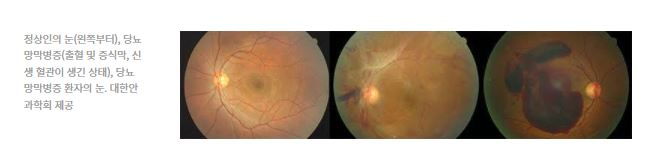 정상인의 눈(왼쪽부터), 당뇨
망막병증(출혈 및 증식막, 신
생 혈관이 생긴 상태), 당뇨
망막병증 환자의 눈. 대한안
과학회 제공